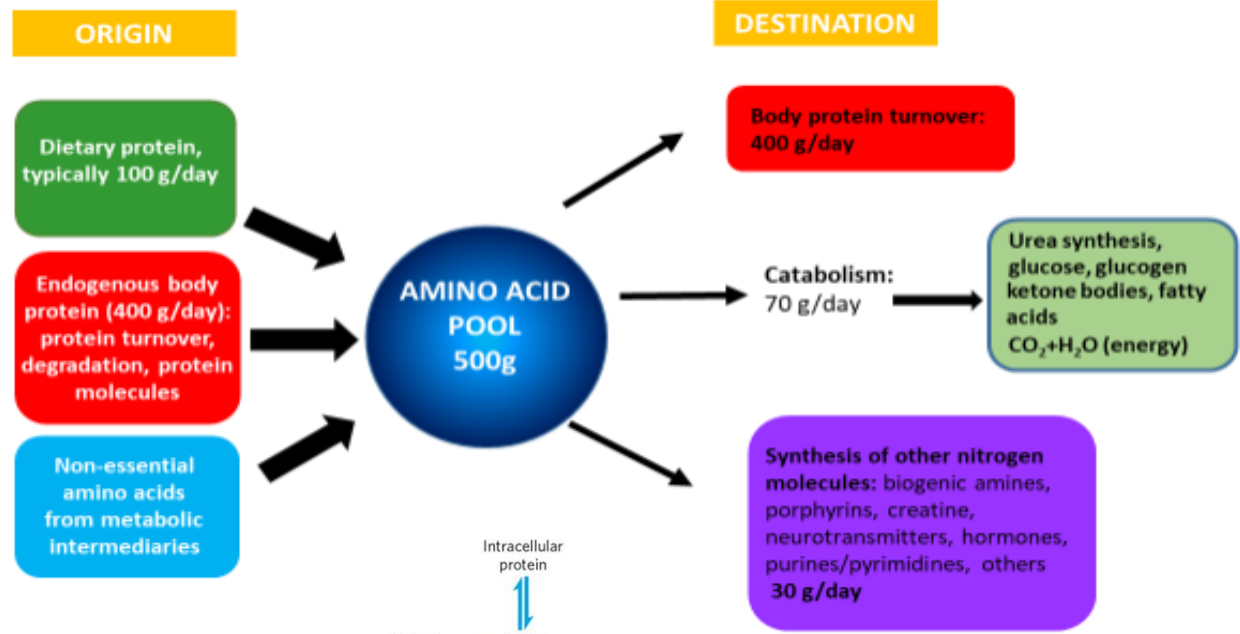 ORIGIN
DESTINATION
Dietary protein,
typically 100 g/day
Endogenous body
protein (400 g/day):
protein turnover,
degradation, protein
molecules
Non-essential
amino acids
from metabolic
intermediaries
AMINO ACID
POOL
500g
Body protein turnover:
400 g/day
Catabolism:
70 g/day
Urea synthesis,
glucose, glucogen
ketone bodies, fatty
acids
CO₂+H₂O (energy)
Synthesis of other nitrogen
molecules: biogenic amines,
porphyrins, creatine,
neurotransmitters, hormones,
purines/pyrimidines, others
30 g/day
Intracellular
protein